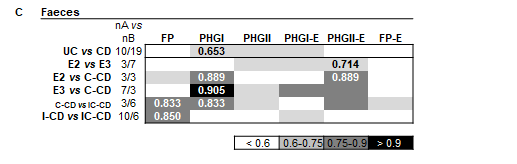 C Faeces
nA vs
nB FP PHGI PHGII PHGI-E PHGII-E FP-E
UC vs CD 10/19 0.653
E2 vs E3 3/7 0.714
E2 vs C-CD 3/3 0.889 0.889
E3 vs C-CD 7/3 0.905
C-CD vs IC-CD 3/6 0.833 0.833
I-CD vs IC-CD 10/6 0.850
< 0.6 0.6-0.75 0.75-0.9 > 0.9